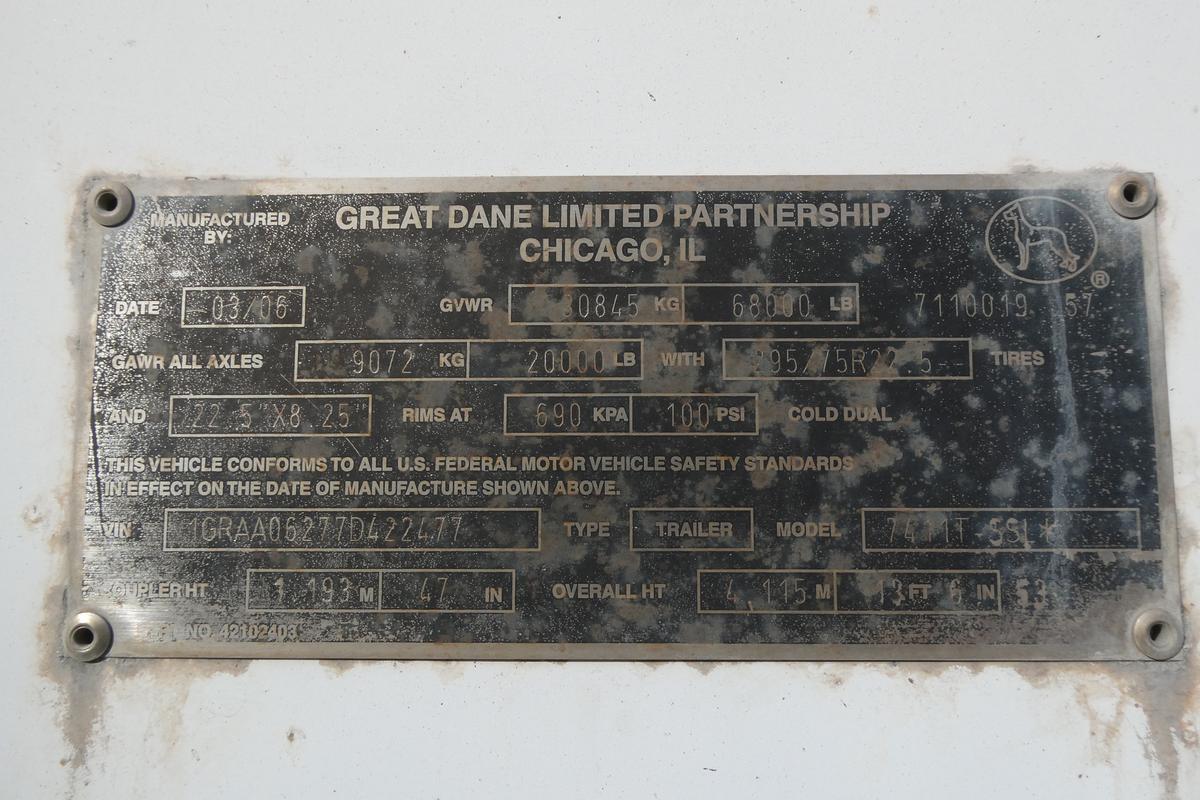 MANUFACTURED BY: GREAT DANE LIMITED PARTNERSHIP
CHICAGO, IL
®
DATE 03/06 GVWR 30845 KG 68000 LB 7110019 57
GAWR ALL AXLES 9072 KG 20000 LB WITH 295/75R22.5-- TIRES
AND 22.5"X8.25" RIMS AT 690 KPA 100 PSI COLD DUAL
THIS VEHICLE CONFORMS TO ALL U.S. FEDERAL MOTOR VEHICLE SAFETY STANDARDS
IN EFFECT ON THE DATE OF MANUFACTURE SHOWN ABOVE.
VIN 1GRAA06277D422477 TYPE TRAILER MODEL 7411T SSL*
COUPLER HT 1.193 M 47 IN OVERALL HT 4.115 M 13 FT 6 IN 53
NO. 42102403